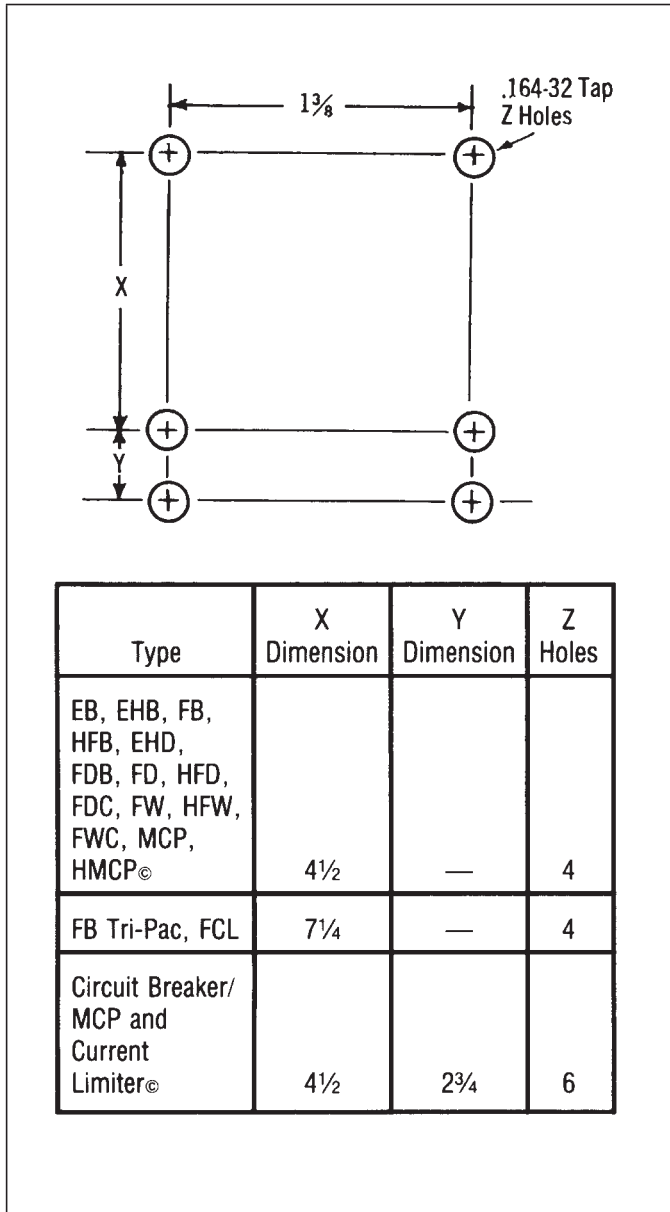 .164-32 Tap
1⅜
Z Holes
X
Y
Type
X
Dimension
Y
Dimension
Z
Holes
EB, EHB, FB,
HFB, EHD,
FDB, FD, HFD,
FDC, FW, HFW,
FWC, MCP,
HMCP©
4½
—
4
FB Tri-Pac, FCL
7¼
—
4
Circuit Breaker/
MCP and
Current
Limiter©
4½
2¾
6